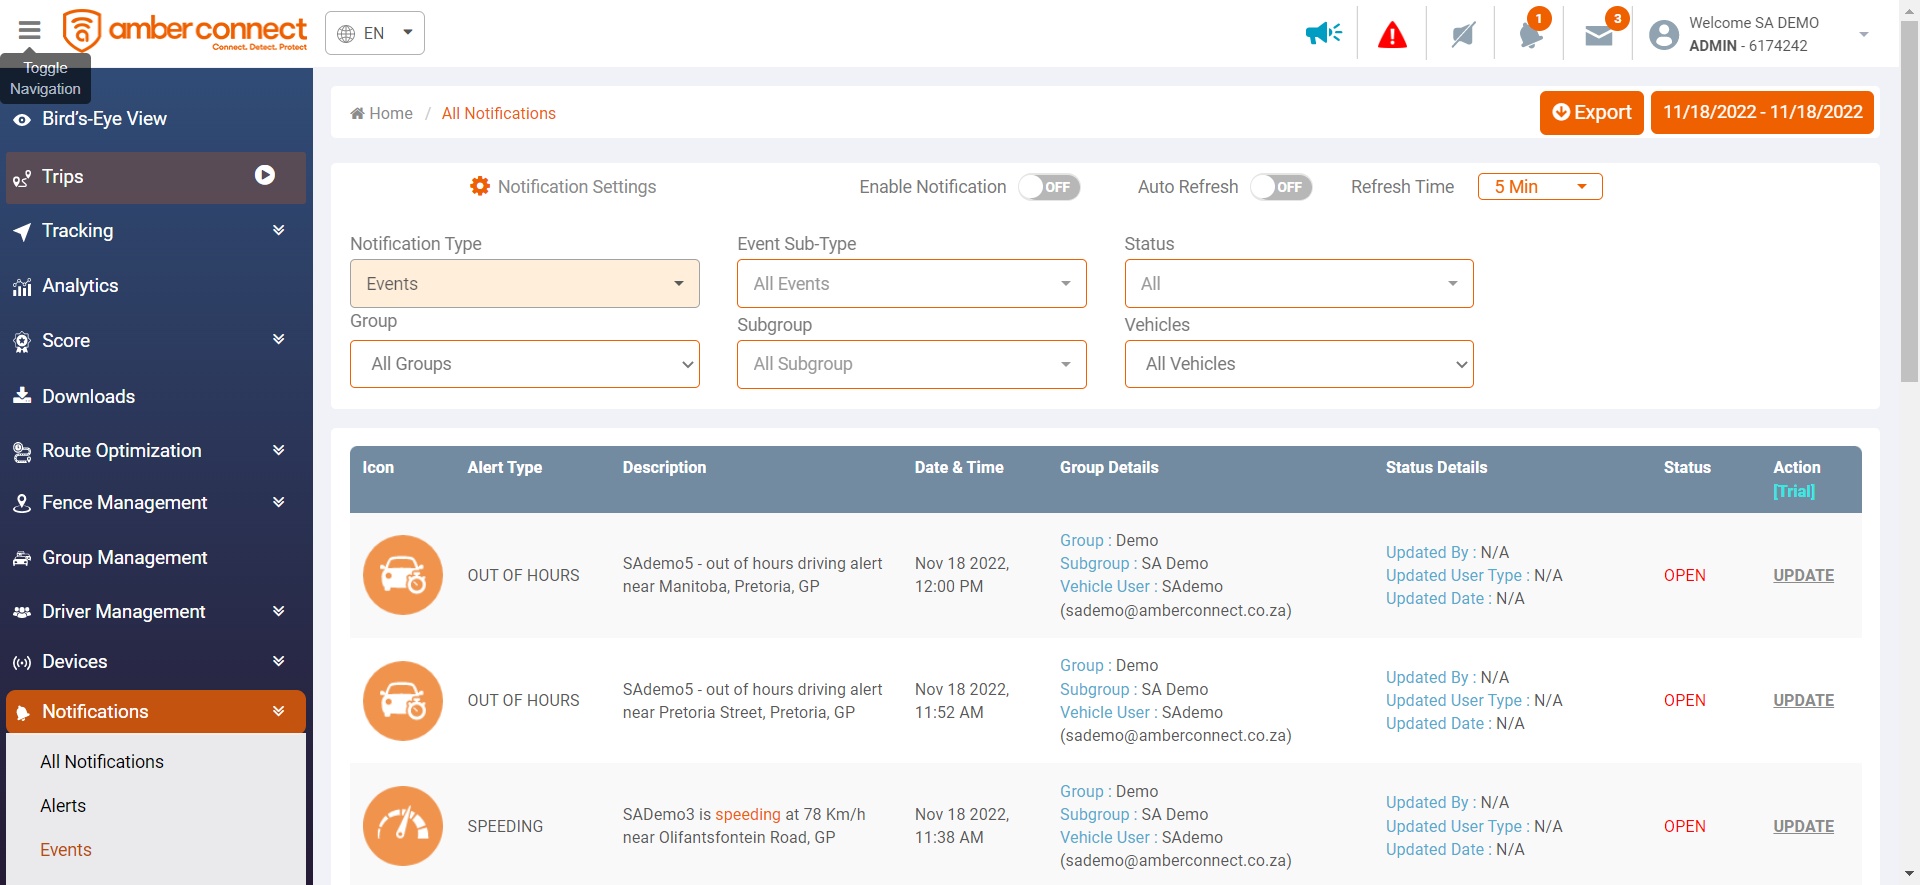 amber connect
Connect. Detect. Protect
EN
1
3
Welcome SA DEMO
ADMIN - 6174242
Toggle
Navigation
Bird's-Eye View
Trips
Tracking
Analytics
Score
Downloads
Route Optimization
Fence Management
Group Management
Driver Management
Devices
Notifications
All Notifications
Alerts
Events
Home / All Notifications
Export
11/18/2022 - 11/18/2022
Notification Settings
Enable Notification OFF
Auto Refresh OFF
Refresh Time 5 Min
Notification Type
Events
Event Sub-Type
All Events
Status
All
Group
All Groups
Subgroup
All Subgroup
Vehicles
All Vehicles
Icon
Alert Type
Description
Date & Time
Group Details
Status Details
Status
Action
[Trial]
OUT OF HOURS
SAdemo5 - out of hours driving alert
near Manitoba, Pretoria, GP
Nov 18 2022,
12:00 PM
Group : Demo
Subgroup : SA Demo
Vehicle User : SAdemo
(sademo@amberconnect.co.za)
Updated By : N/A
Updated User Type : N/A
Updated Date : N/A
OPEN
UPDATE
OUT OF HOURS
SAdemo5 - out of hours driving alert
near Pretoria Street, Pretoria, GP
Nov 18 2022,
11:52 AM
Group : Demo
Subgroup : SA Demo
Vehicle User : SAdemo
(sademo@amberconnect.co.za)
Updated By : N/A
Updated User Type : N/A
Updated Date : N/A
OPEN
UPDATE
SPEEDING
SADemo3 is speeding at 78 Km/h
near Olifantsfontein Road, GP
Nov 18 2022,
11:38 AM
Group : Demo
Subgroup : SA Demo
Vehicle User : SAdemo
(sademo@amberconnect.co.za)
Updated By : N/A
Updated User Type : N/A
Updated Date : N/A
OPEN
UPDATE